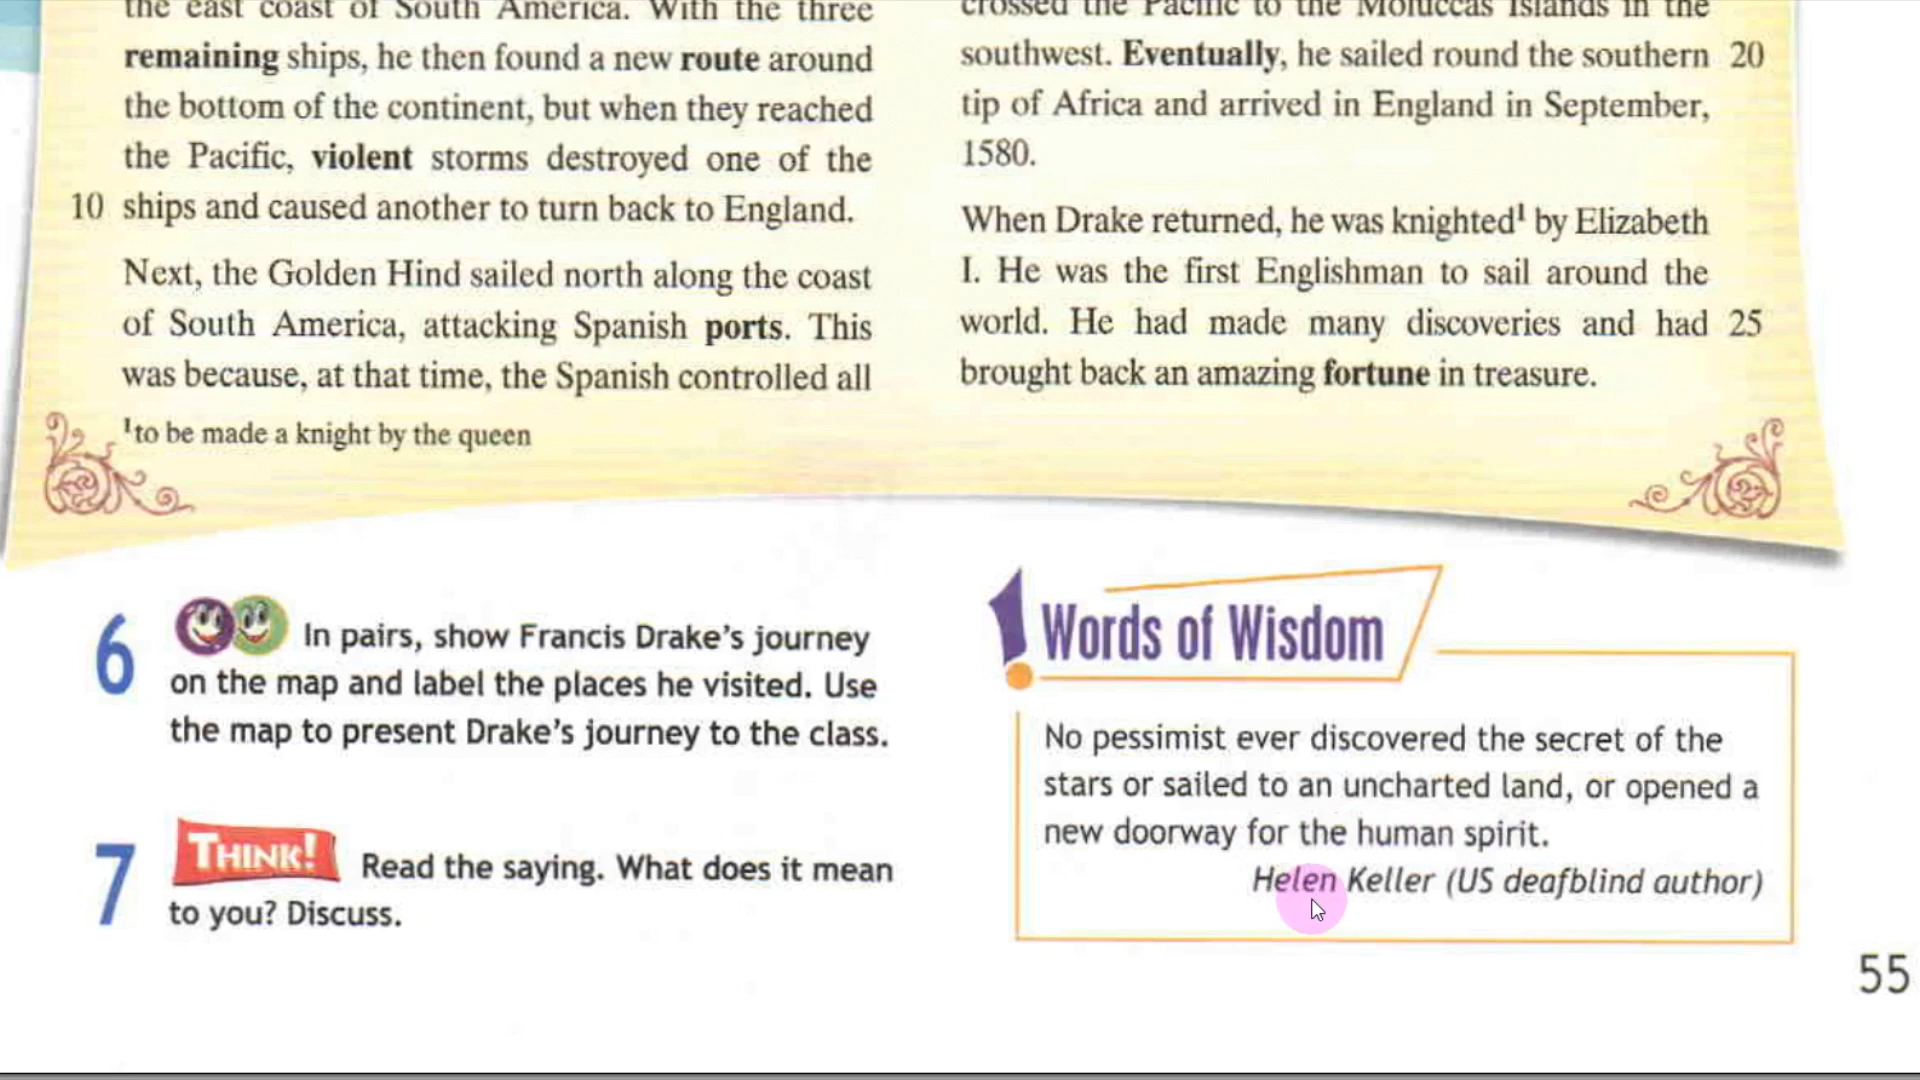 the east coast of South America. With the three
remaining ships, he then found a new route around
the bottom of the continent, but when they reached
the Pacific, violent storms destroyed one of the
10 ships and caused another to turn back to England.
Next, the Golden Hind sailed north along the coast
of South America, attacking Spanish ports. This
was because, at that time, the Spanish controlled all
¹to be made a knight by the queen
crossed the Pacific to the Moluccas Islands in the
southwest. Eventually, he sailed round the southern 20
tip of Africa and arrived in England in September,
1580.
When Drake returned, he was knighted¹ by Elizabeth
I. He was the first Englishman to sail around the
world. He had made many discoveries and had 25
brought back an amazing fortune in treasure.
6 In pairs, show Francis Drake's journey
on the map and label the places he visited. Use
the map to present Drake's journey to the class.
7 THINK! Read the saying. What does it mean
to you? Discuss.
! Words of Wisdom
No pessimist ever discovered the secret of the
stars or sailed to an uncharted land, or opened a
new doorway for the human spirit.
Helen Keller (US deafblind author)
55